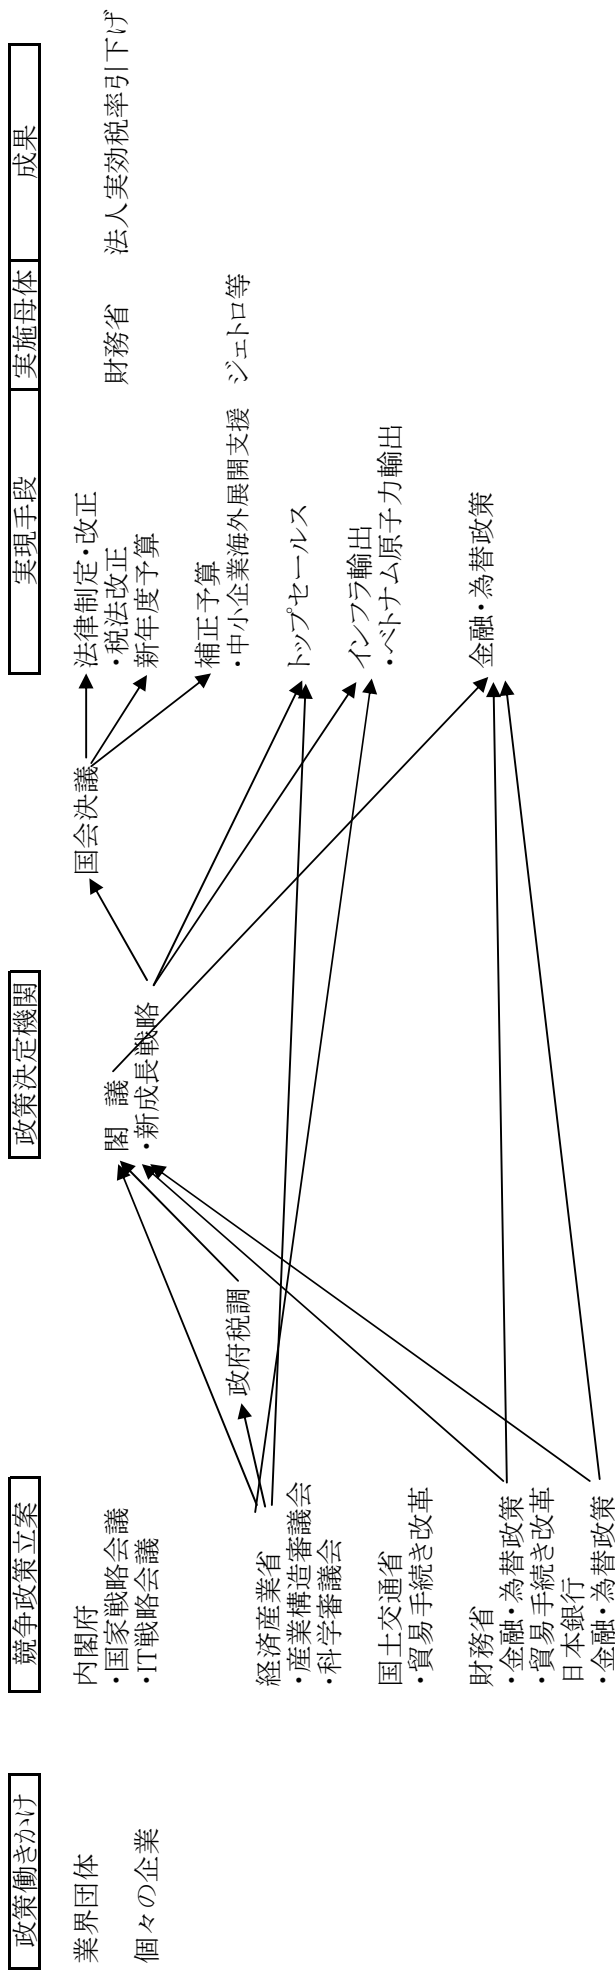 政策働きかけ
競争政策立案
政策決定機関
実現手段
実施母体
成果
業界団体
個々の企業
内閣府
・国家戦略会議
・IT戦略会議
経済産業省
・産業構造審議会
・科学審議会
国土交通省
・貿易手続き改革
財務省
・金融・為替政策
・貿易手続き改革
日本銀行
・金融・為替政策
政府税調
閣 議
・新成長戦略
国会決議
法律制定・改正
・税法改正
新年度予算
補正予算
・中小企業海外展開支援
トップセールス
インフラ輸出
・ベトナム原子力輸出
金融・為替政策
財務省
ジェトロ等
法人実効税率引下げ